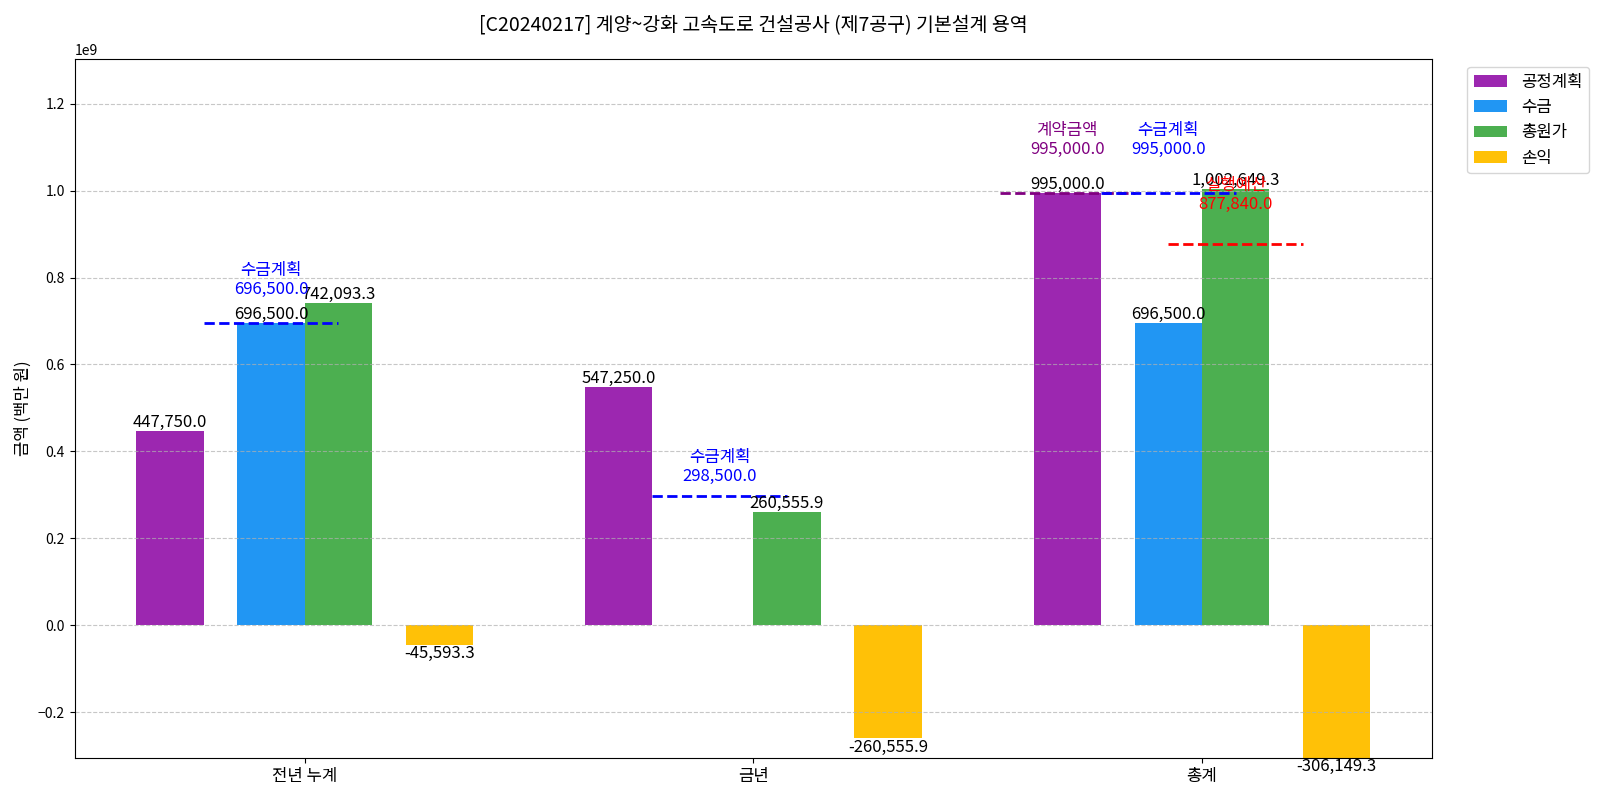 [C20240217] 계양~강화 고속도로 건설공사 (제7공구) 기본설계 용역
1e9
금액 (백만 원)
1.2
1.0
0.8
0.6
0.4
0.2
0.0
−0.2
447,750.0
수금계획
696,500.0
696,500.0
742,093.3
-45,593.3
547,250.0
수금계획
298,500.0
260,555.9
-260,555.9
계약금액
995,000.0
995,000.0
수금계획
995,000.0
696,500.0
1,002,649.3
실행예산
877,840.0
-306,149.3
전년 누계
금년
총계
공정계획
수금
총원가
손익